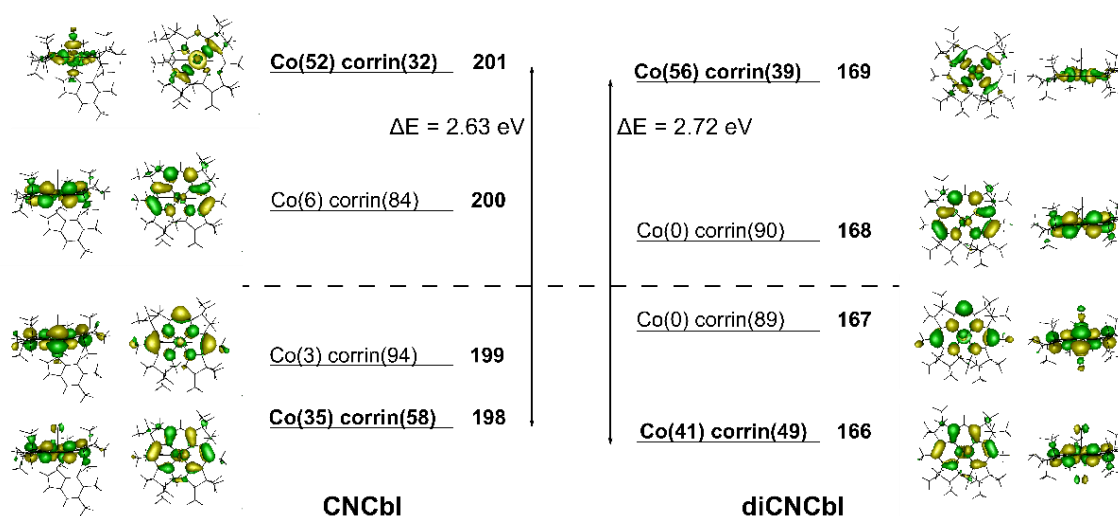 Co(52) corrin(32) 201
Co(56) corrin(39) 169
ΔE = 2.63 eV
ΔE = 2.72 eV
Co(6) corrin(84) 200
Co(0) corrin(90) 168
Co(0) corrin(89) 167
Co(3) corrin(94) 199
Co(35) corrin(58) 198
Co(41) corrin(49) 166
CNCbl
diCNCbl